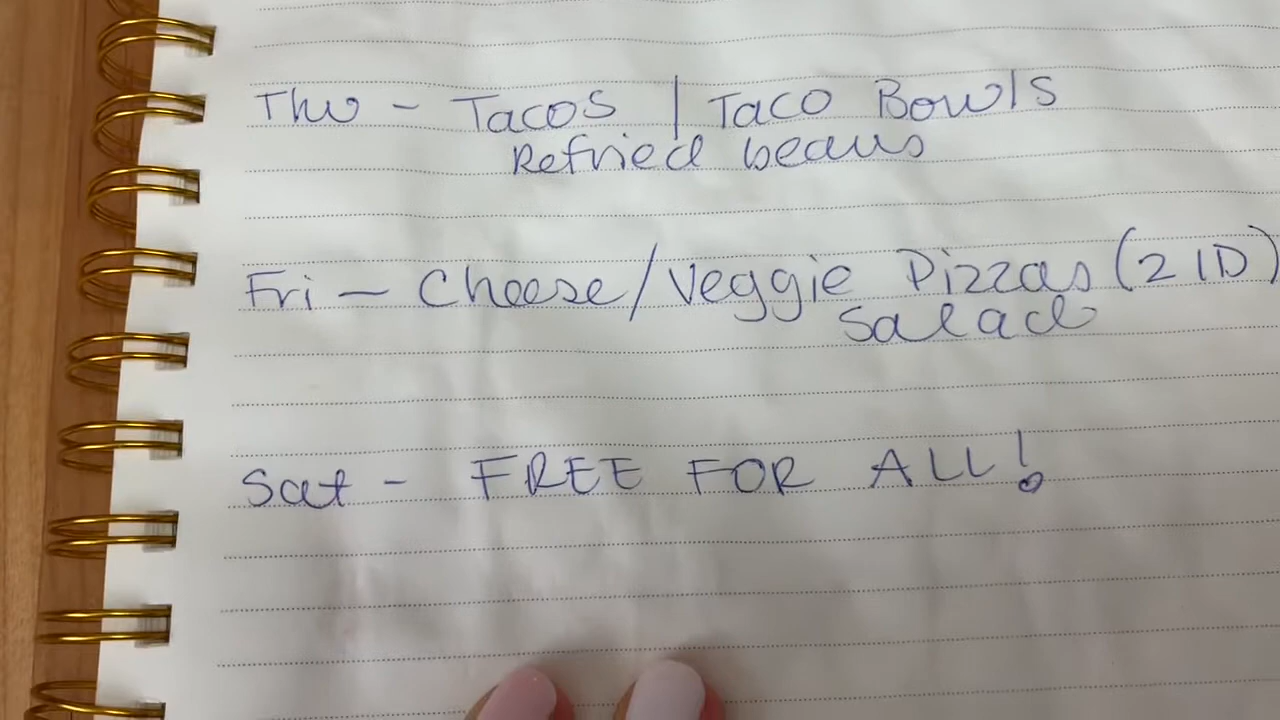 Thu - Tacos | Taco Bowls
Refried beans
Fri - Cheese/Veggie Pizzas (2 ID)
Salad
Sat - FREE FOR ALL!